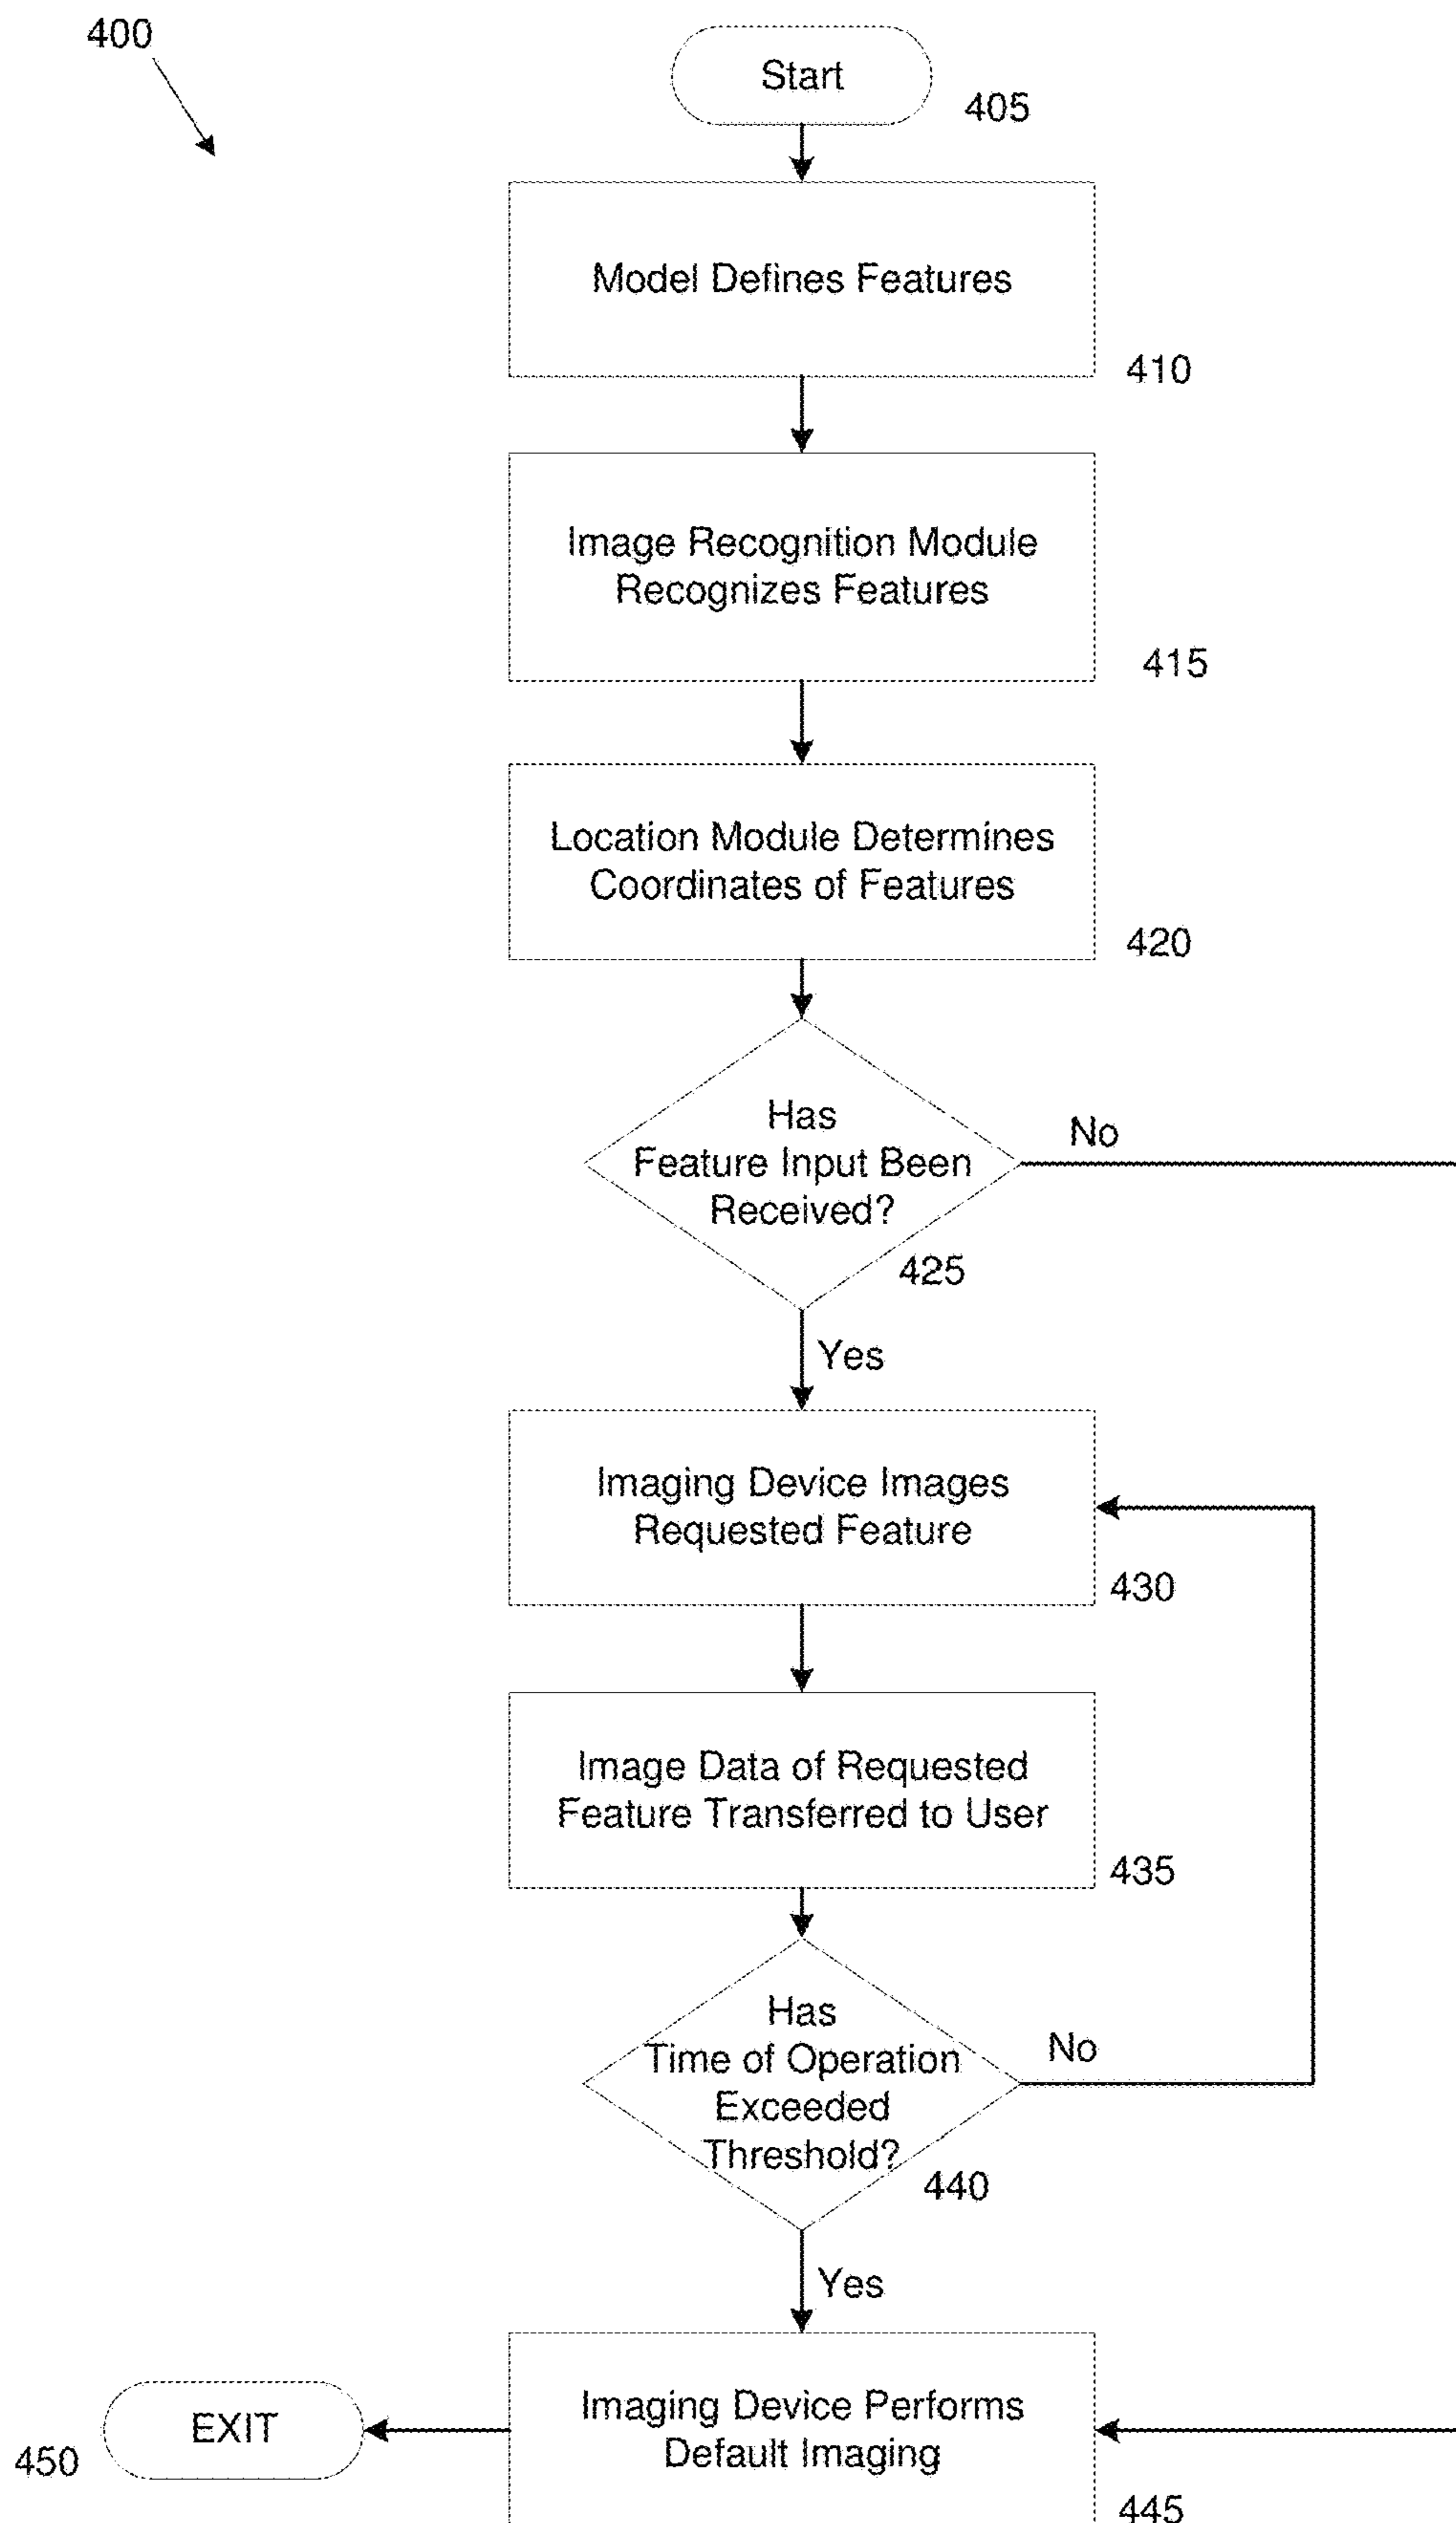 400
Start
405
Model Defines Features
410
Image Recognition Module
Recognizes Features
415
Location Module Determines
Coordinates of Features
420
Has
Feature Input Been
Received?
No
425
Yes
Imaging Device Images
Requested Feature
430
Image Data of Requested
Feature Transferred to User
435
Has
Time of Operation
Exceeded
Threshold?
No
440
Yes
Imaging Device Performs
Default Imaging
445
EXIT
450